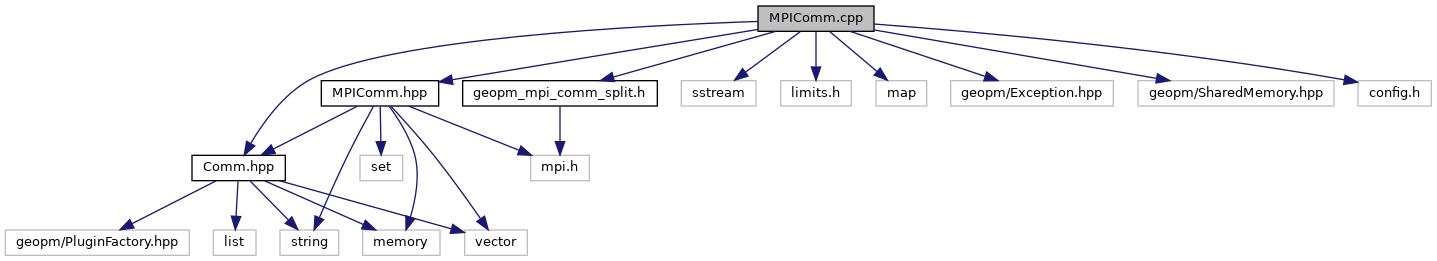 MPIComm.cpp
MPIComm.hpp
geopm_mpi_comm_split.h
sstream
limits.h
map
geopm/Exception.hpp
geopm/SharedMemory.hpp
config.h
Comm.hpp
set
mpi.h
geopm/PluginFactory.hpp
list
string
memory
vector